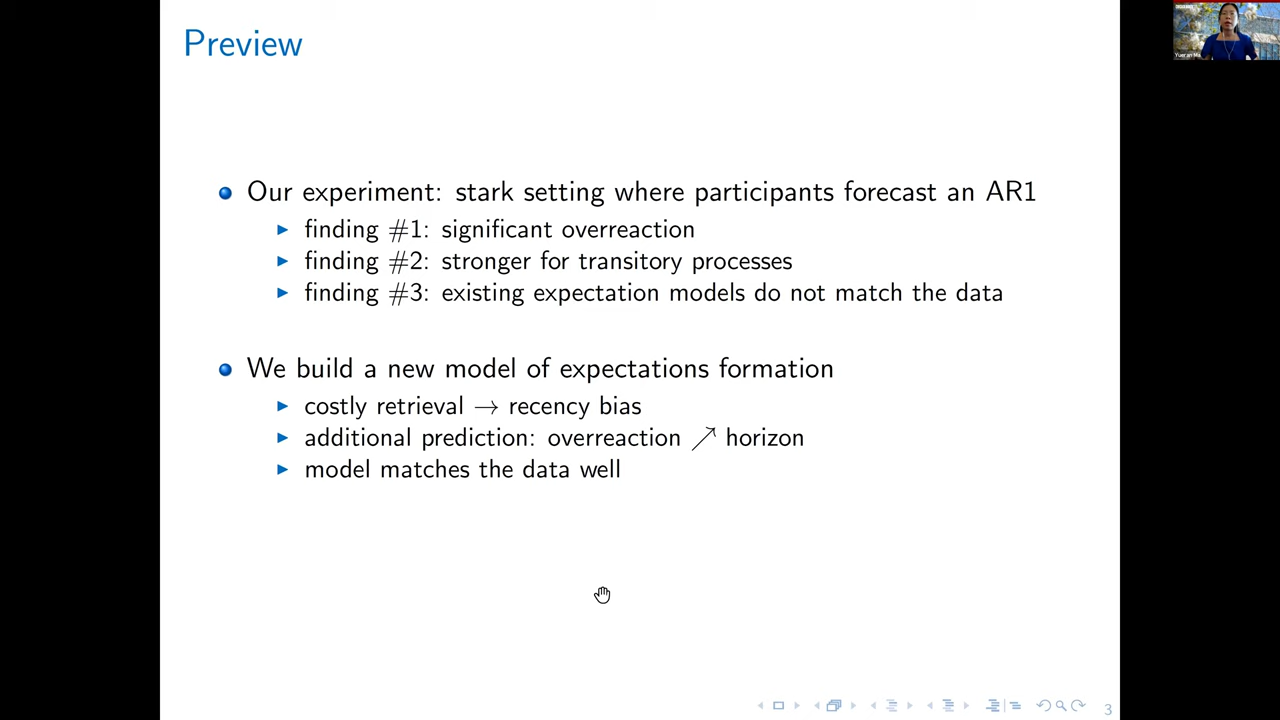 Preview
Our experiment: stark setting where participants forecast an AR1
finding #1: significant overreaction
finding #2: stronger for transitory processes
finding #3: existing expectation models do not match the data
We build a new model of expectations formation
costly retrieval → recency bias
additional prediction: overreaction ↗ horizon
model matches the data well
3